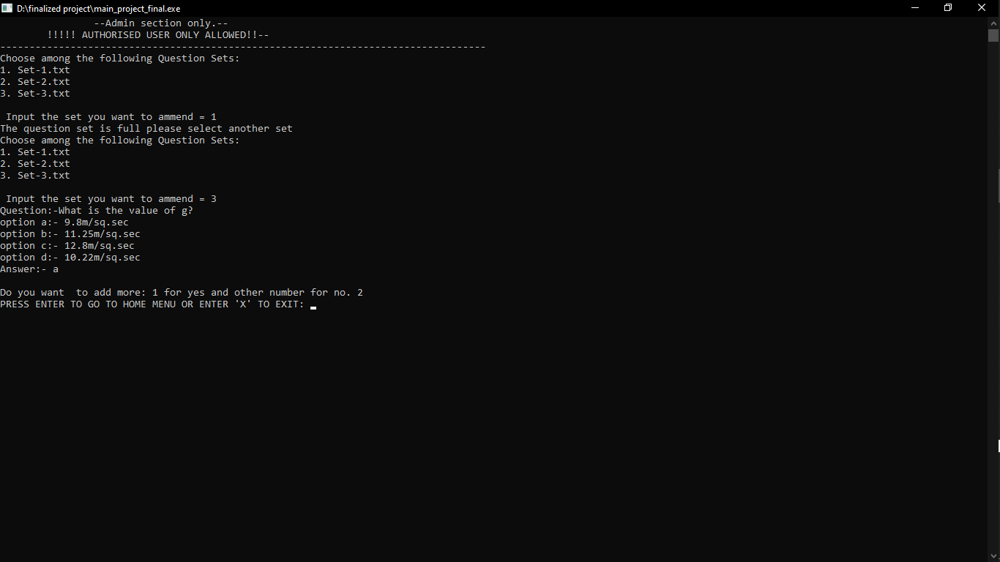 D:\finalized project\main_project_final.exe
--Admin section only.--
!!!!! AUTHORISED USER ONLY ALLOWED!!--
-----------------------------------------------------------------------------------
Choose among the following Question Sets:
1. Set-1.txt
2. Set-2.txt
3. Set-3.txt
Input the set you want to ammend = 1
The question set is full please select another set
Choose among the following Question Sets:
1. Set-1.txt
2. Set-2.txt
3. Set-3.txt
Input the set you want to ammend = 3
Question:-What is the value of g?
option a:- 9.8m/sq.sec
option b:- 11.25m/sq.sec
option c:- 12.8m/sq.sec
option d:- 10.22m/sq.sec
Answer:- a
Do you want  to add more: 1 for yes and other number for no. 2
PRESS ENTER TO GO TO HOME MENU OR ENTER 'X' TO EXIT: